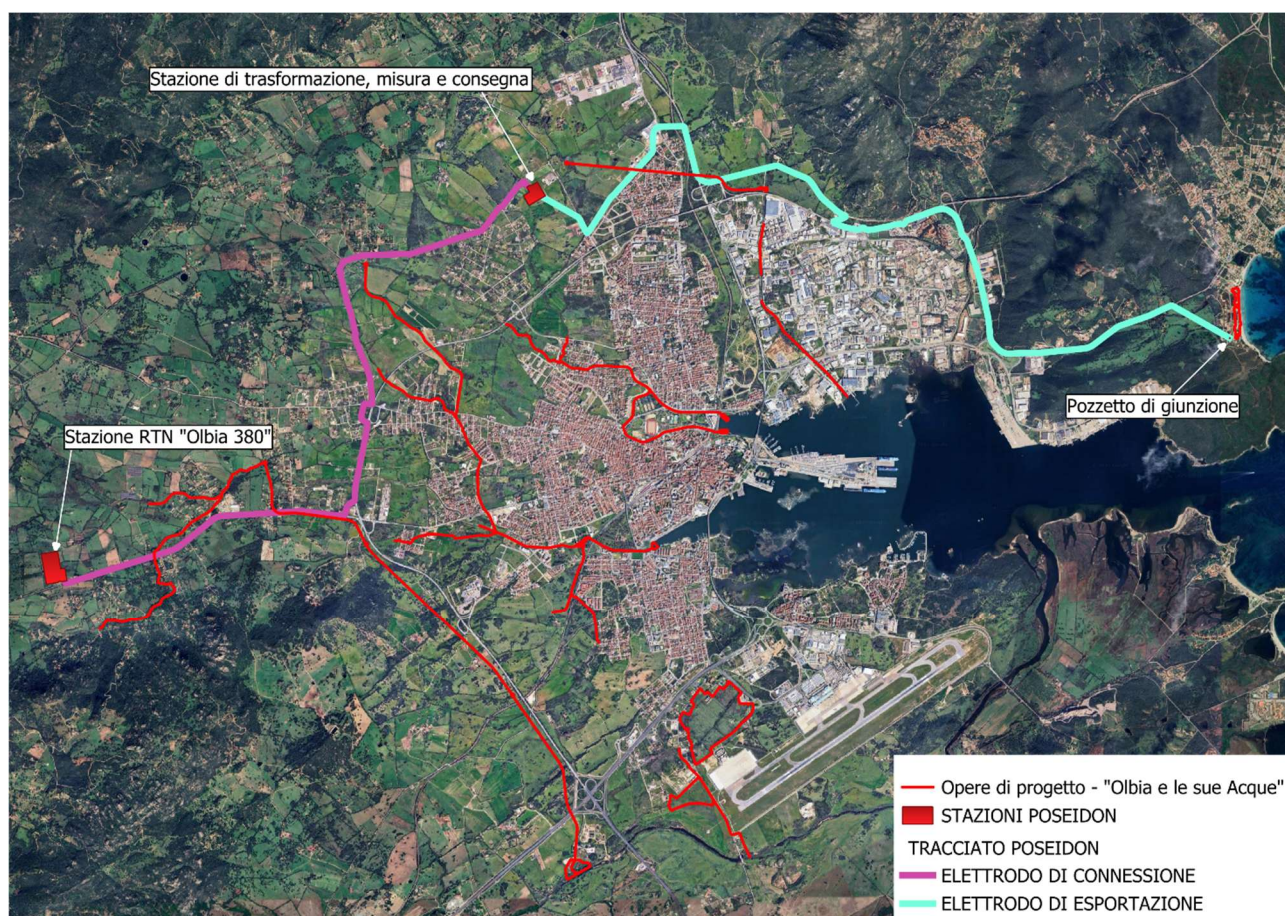 Stazione di trasformazione, misura e consegna
Stazione RTN "Olbia 380"
Pozzetto di giunzione
Opere di progetto - "Olbia e le sue Acque"
STAZIONI POSEIDON
TRACCIATO POSEIDON
ELETTRODO DI CONNESSIONE
ELETTRODO DI ESPORTAZIONE